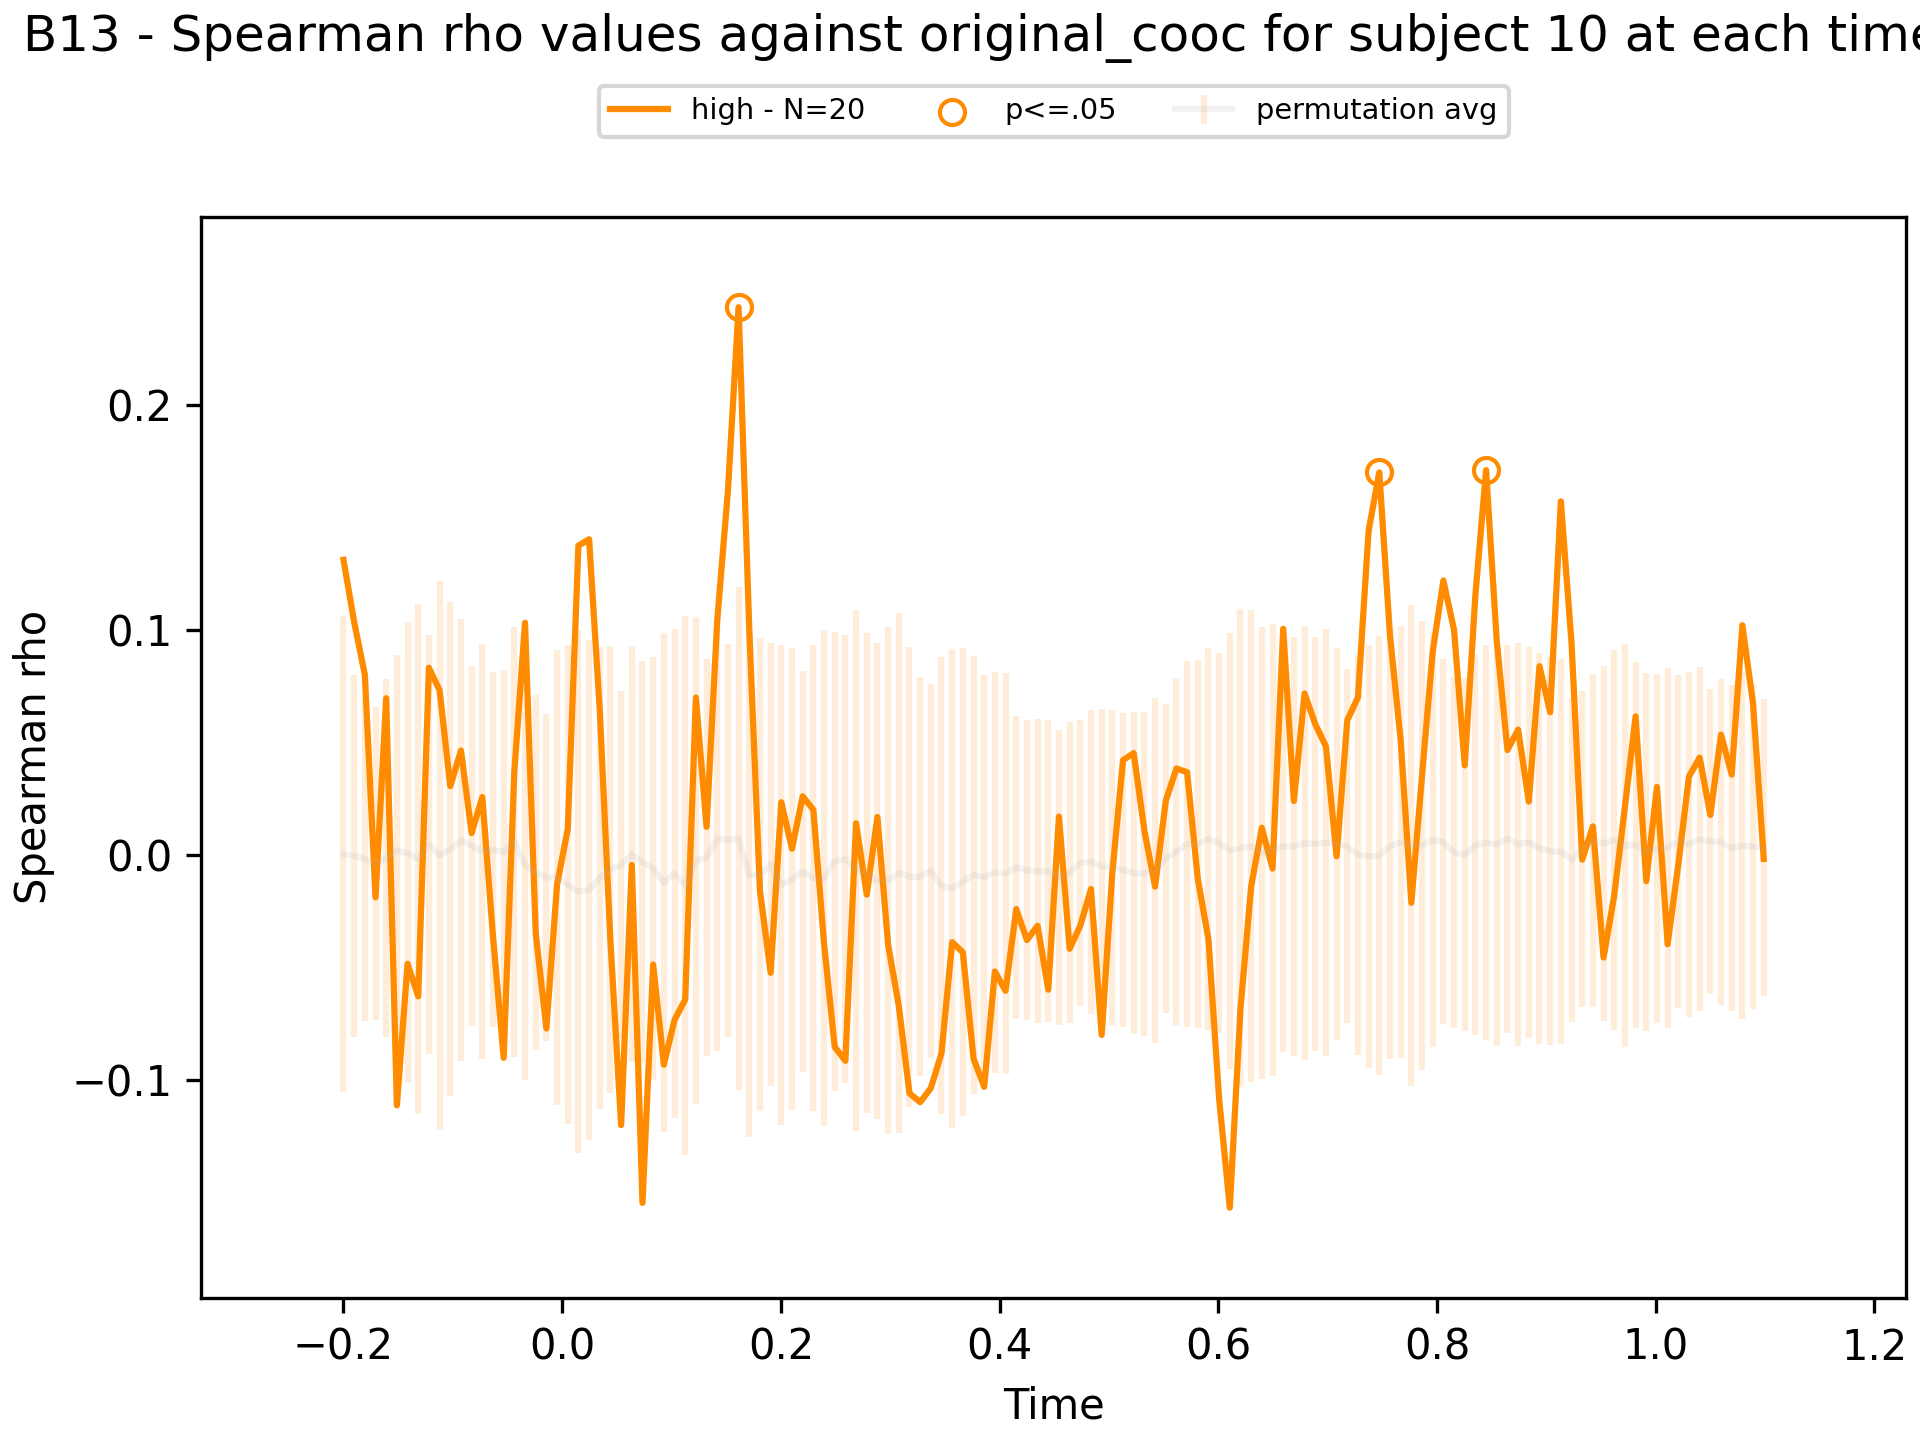 B13 - Spearman rho values against original_cooc for subject 10 at each time
high - N=20
p<=.05
permutation avg
Spearman rho
0.2
0.1
0.0
−0.1
−0.2
0.0
0.2
0.4
0.6
0.8
1.0
1.2
Time